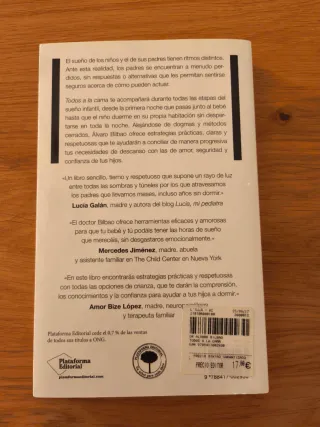 El sueño de los niños y el de sus padres tienen ritmos distintos.
Ante esta realidad, los padres se encuentran a menudo per-
didos, sin respuestas o alternativas que les permitan sentirse
seguros acerca de cómo pueden actuar.
Todos a la cama te acompañará durante todas las etapas del
sueño infantil, desde la primera noche que pasas junto al bebé
hasta que el niño duerme en su propia habitación sin desper-
tarse en toda la noche. Alejándose de dogmas y métodos
cerrados, Álvaro Bilbao ofrece estrategias prácticas, claras y
respetuosas que te ayudarán a conciliar de manera progresiva
tus necesidades de descanso con las de amor, seguridad y
confianza de tus hijos.
«Un libro sencillo, tierno y respetuoso que supone un rayo de luz
entre todas las sombras y túneles por los que atravesamos
los padres que llevamos meses, incluso años sin dormir».
Lucía Galán, madre y autora del blog Lucía, mi pediatra
«El doctor Bilbao ofrece herramientas eficaces y amorosas
para que tu bebé y tú podáis tener las horas de sueño
que merecéis, sin desgastaros emocionalmente.»
Mercedes Jiménez, madre, abuela
y asistente familiar en The Child Center en Nueva York
«En este libro encontrarás estrategias prácticas y respetuosas
con todas las opciones de crianza, que te darán la comprensión,
los conocimientos y la confianza para ayudar a tus hijos a dormir.»
Amor Bize López, madre,
y terapeuta familiar
Plataforma Editorial cede el 0,7 % de las ventas
de todos sus títulos a ONG.
Plataforma
Editorial
plataformaeditorial.com
PRECIO EDITOR
17,00 €